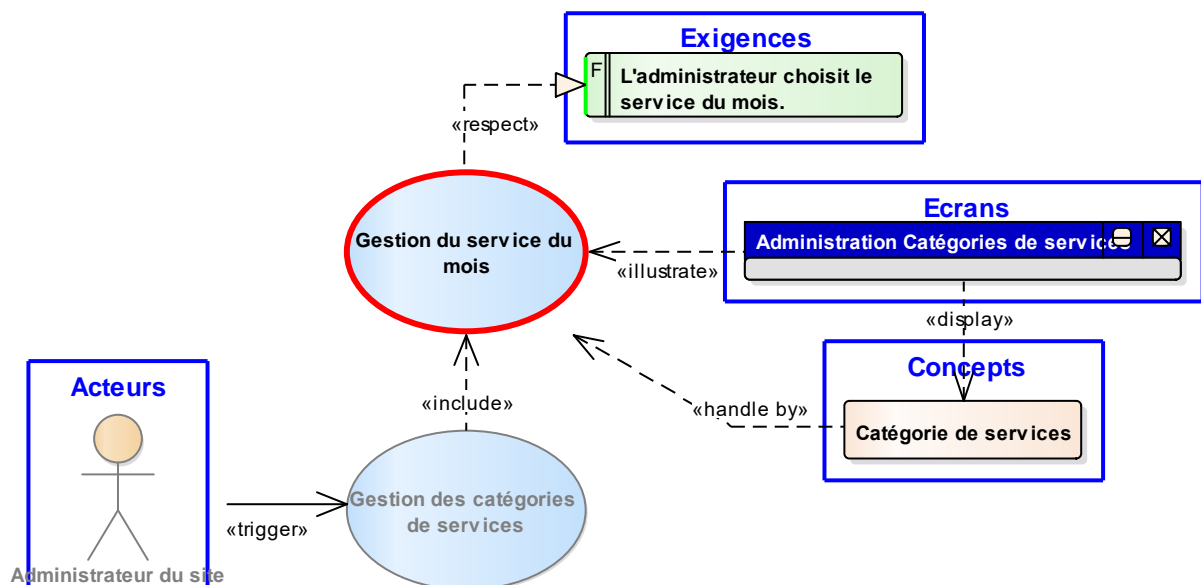 Exigences
F
L'administrateur choisit le
service du mois.
«respect»
Gestion du service du
mois
Ecrans
Administration Catégories de services
«illustrate»
«display»
Concepts
Catégorie de services
«handle by»
«include»
Acteurs
Gestion des catégories
de services
«trigger»
Administrateur du site